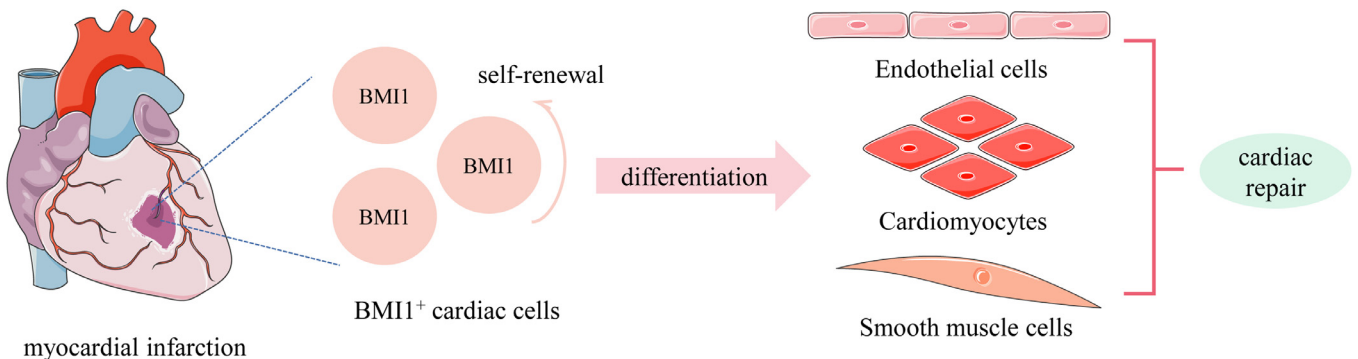 myocardial infarction
BMI1
BMI1
BMI1
self-renewal
BMI1⁺ cardiac cells
differentiation
Endothelial cells
Cardiomyocytes
Smooth muscle cells
cardiac
repair